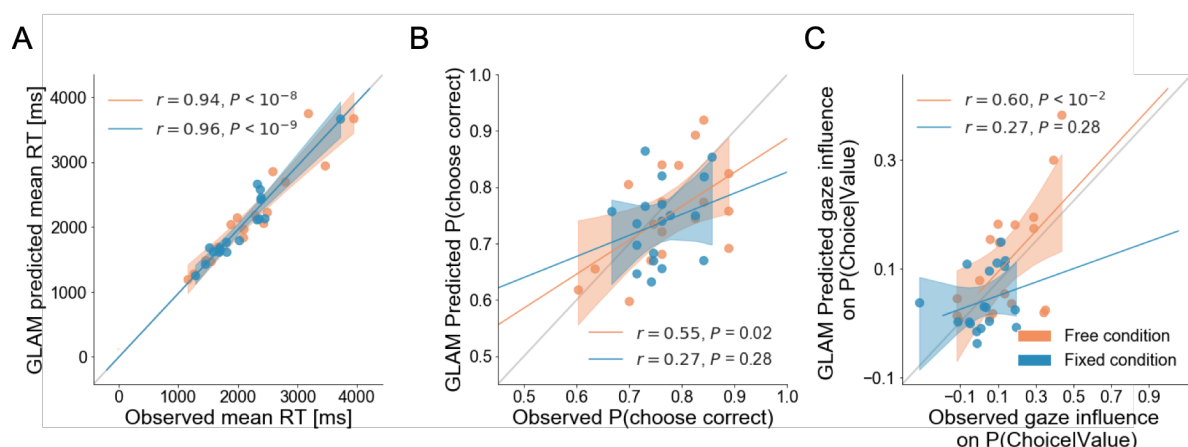 A
B
C
GLAM predicted mean RT [ms]
4000
3000
2000
1000
0
r = 0.94, P < 10⁻⁸
r = 0.96, P < 10⁻⁹
0
1000
2000
3000
4000
Observed mean RT [ms]
GLAM Predicted P(choose correct)
1.0
0.9
0.8
0.7
0.6
0.5
r = 0.55, P = 0.02
r = 0.27, P = 0.28
0.5
0.6
0.7
0.8
0.9
1.0
Observed P(choose correct)
GLAM Predicted gaze influence
on P(Choice|Value)
0.3
0.1
−0.1
r = 0.60, P < 10⁻²
r = 0.27, P = 0.28
Free condition
Fixed condition
−0.1
0.1
0.3
0.5
0.7
0.9
Observed gaze influence
on P(Choice|Value)